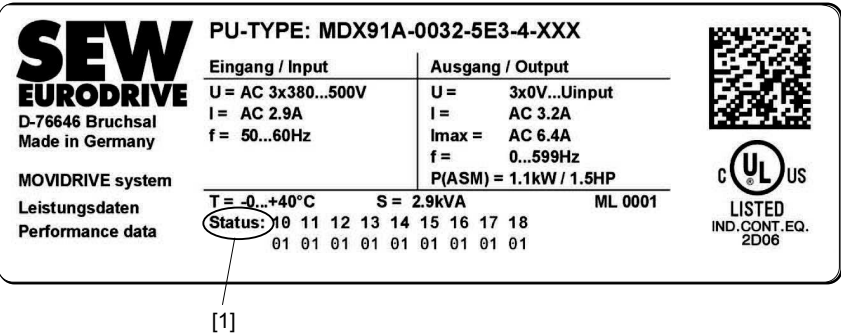 SEW
EURODRIVE
D-76646 Bruchsal
Made in Germany
MOVIDRIVE system
Leistungsdaten
Performance data
PU-TYPE: MDX91A-0032-5E3-4-XXX
Eingang / Input
U = AC 3x380...500V
I = AC 2.9A
f = 50...60Hz
Ausgang / Output
U = 3x0V...Uinput
I = AC 3.2A
Imax = AC 6.4A
f = 0...599Hz
P(ASM) = 1.1kW / 1.5HP
T = -0...+40°C S = 2.9kVA ML 0001
Status: 10 11 12 13 14 15 16 17 18
01 01 01 01 01 01 01 01 01
C UL ® US
LISTED
IND.CONT.EQ.
2D06
[1]